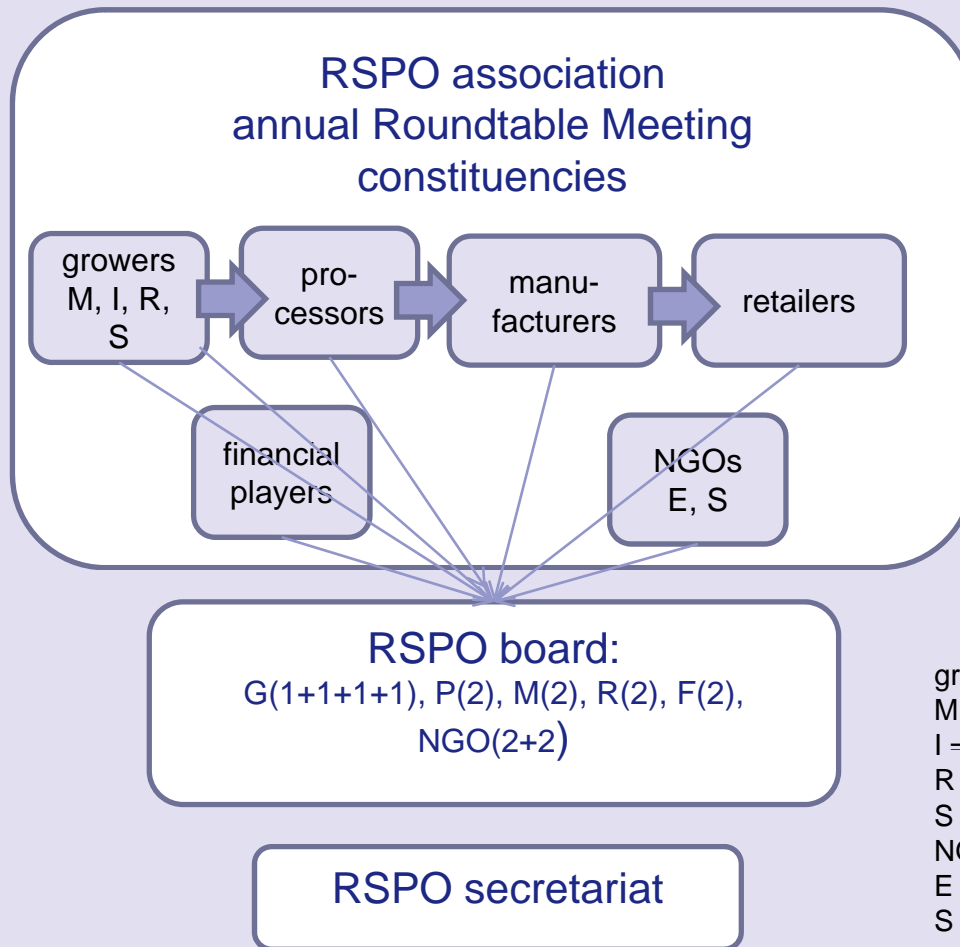 RSPO association
annual Roundtable Meeting
constituencies
growers
M, I, R,
S
pro-
cessors
manu-
facturers
retailers
financial
players
NGOs
E, S
RSPO board:
G(1+1+1+1), P(2), M(2), R(2), F(2),
NGO(2+2)
RSPO secretariat
gr
M
I =
R
S
E
S